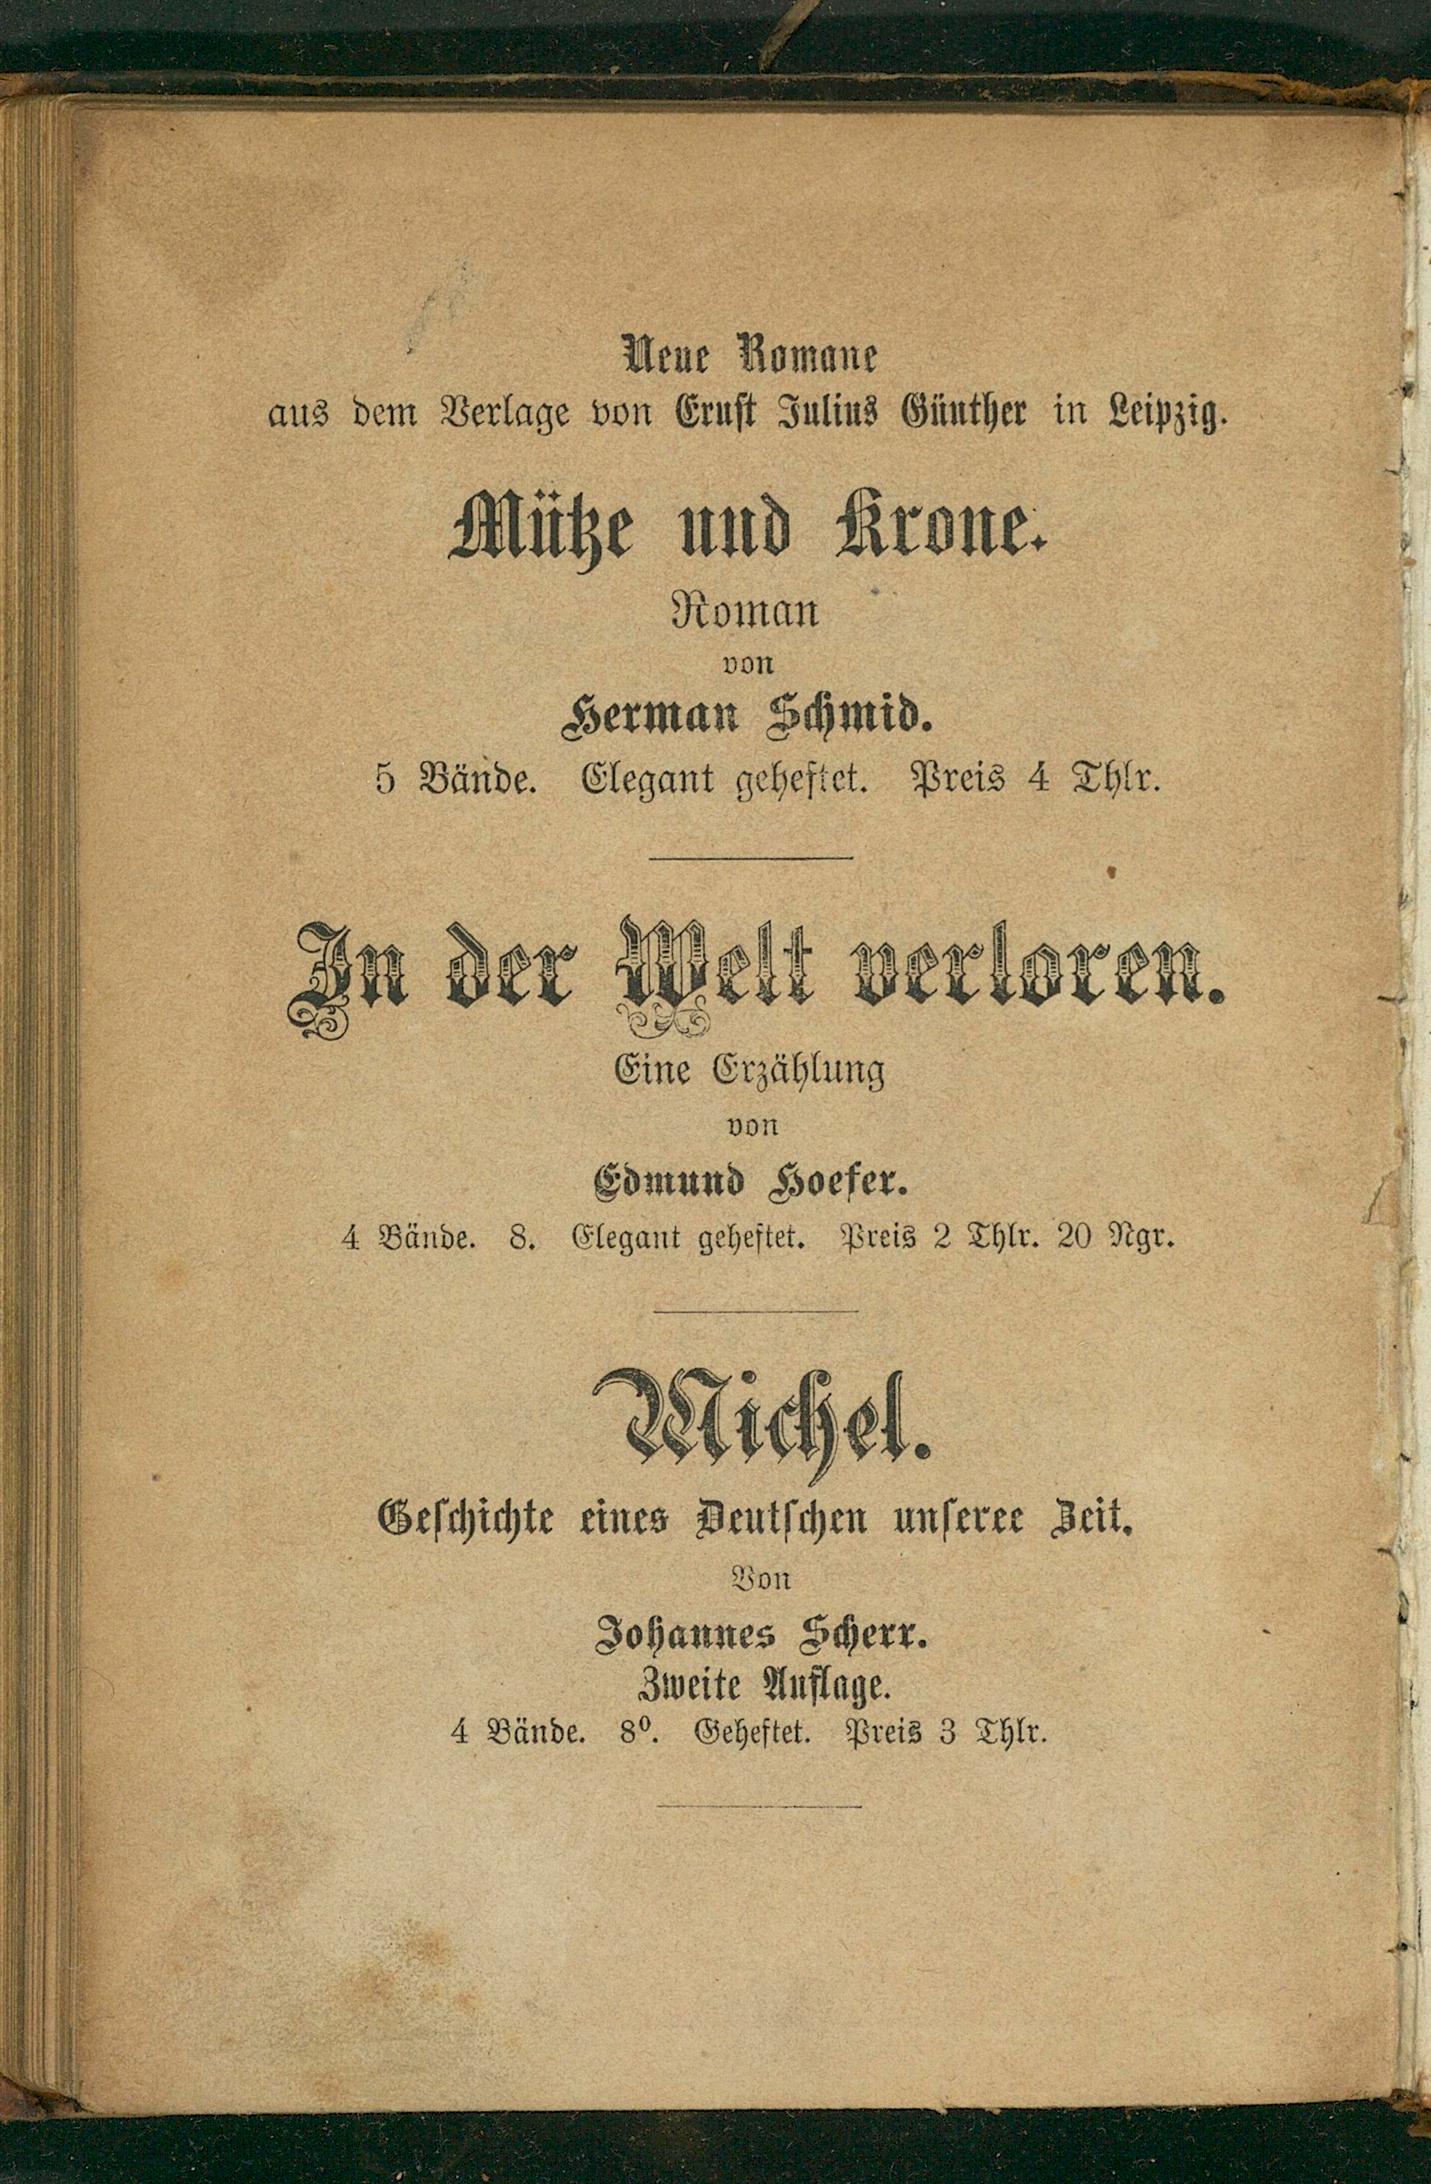 Neue Romane
aus dem Verlage von Ernst Julius Günther in Leipzig.
Mütze und Krone.
Roman
von
Herman Schmid.
5 Bände. Elegant geheftet. Preis 4 Thlr.
In der Welt verloren.
Eine Erzählung
von
Edmund Hoefer.
4 Bände. 8. Elegant geheftet. Preis 2 Thlr. 20 Ngr.
Michel.
Geschichte eines Deutschen unseree Zeit.
Von
Johannes Scherr.
Zweite Auflage.
4 Bände. 8⁰. Geheftet. Preis 3 Thlr.